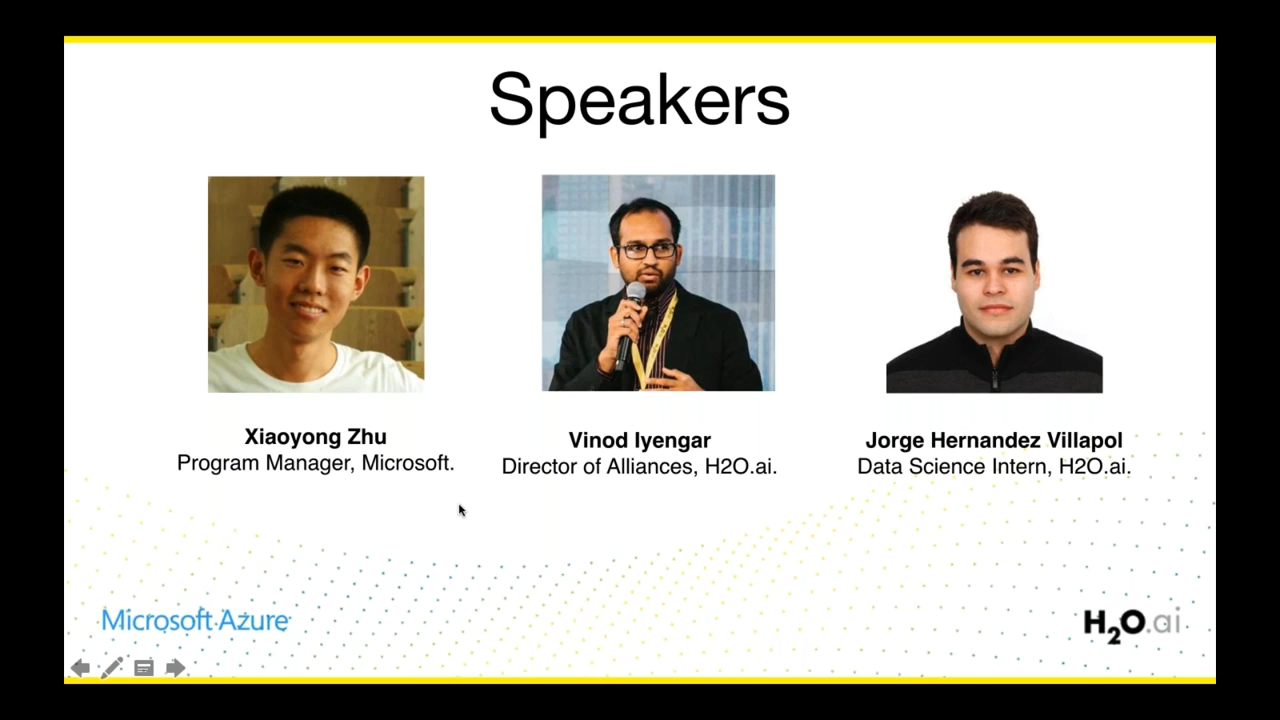 Speakers
Xiaoyong Zhu
Program Manager, Microsoft.
Vinod Iyengar
Director of Alliances, H2O.ai.
Jorge Hernandez Villapol
Data Science Intern, H2O.ai.
Microsoft Azure
H2O.ai